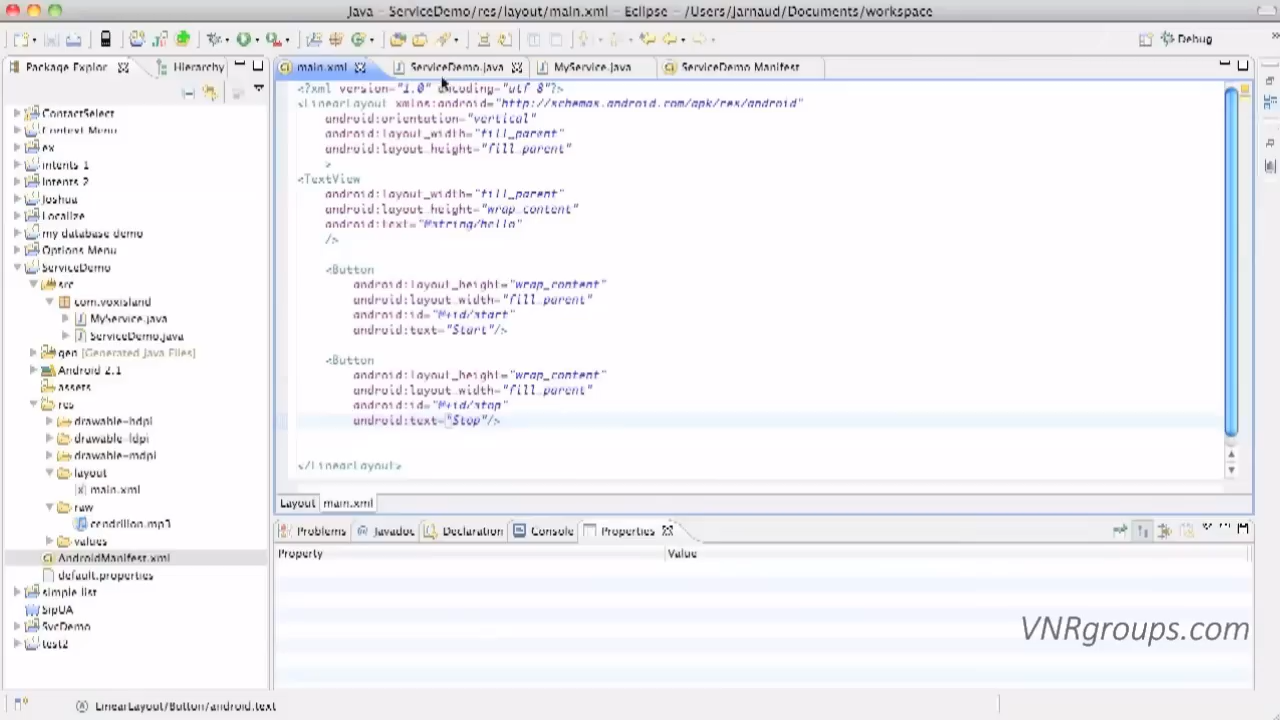 Java – ServiceDemo/res/layout/main.xml – Eclipse – /Users/Jarnaud/Documents/workspace
Debug
Package Explor
Hierarchy
main.xml
ServiceDemo.java
MyService.java
ServiceDemo Manifest
ContactSelect
Context Menu
ex
intents 1
Intents 2
Joshua
Localize
my database demo
Options Menu
ServiceDemo
src
com.voxisland
MyService.java
ServiceDemo.java
gen [Generated Java Files]
Android 2.1
assets
res
drawable-hdpi
drawable-ldpi
drawable-mdpi
layout
main.xml
raw
cendrillon.mp3
values
AndroidManifest.xml
default.properties
simple list
SipUA
SvcDemo
test2
<?xml version="1.0" encoding="utf-8"?>
<LinearLayout xmlns:android="http://schemas.android.com/apk/res/android"
android:orientation="vertical"
android:layout_width="fill_parent"
android:layout_height="fill_parent"
>
<TextView
android:layout_width="fill_parent"
android:layout_height="wrap_content"
android:text="@string/hello"
/>
<Button
android:layout_height="wrap_content"
android:layout_width="fill_parent"
android:id="@+id/start"
android:text="Start"/>
<Button
android:layout_height="wrap_content"
android:layout_width="fill_parent"
android:id="@+id/stop"
android:text="Stop"/>
</LinearLayout>
Layout
main.xml
Problems
Javadoc
Declaration
Console
Properties
Property
Value
VNRgroups.com
LinearLayout/Button/android:text